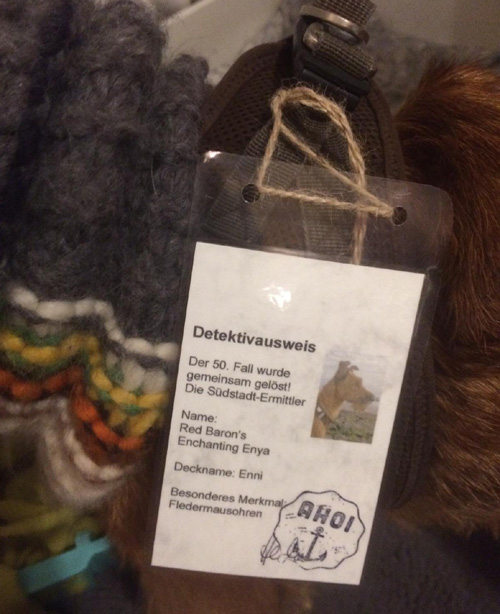 Detektivausweis
Der 50. Fall wurde
gemeinsam gelöst!
Die Südstadt-Ermittler
Name:
Red Baron's
Enchanting Enya
Deckname: Enni
Besonderes Merkmal:
Fledermausohren
AHOI